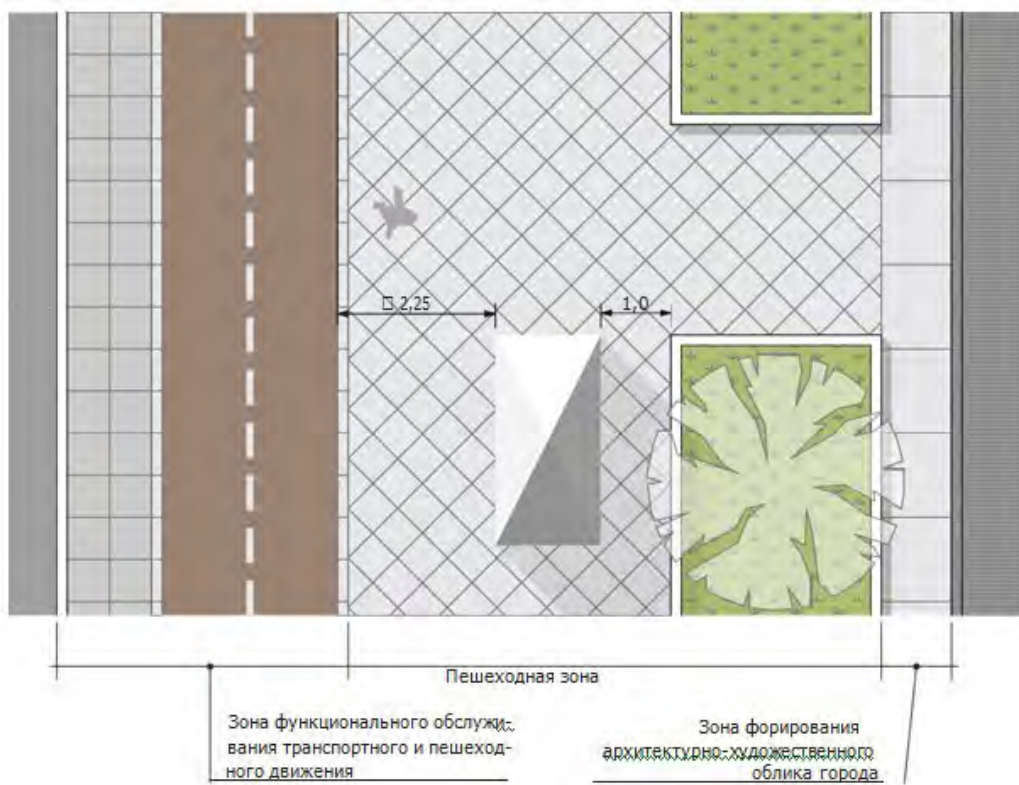 □ 2,25
1,0
Пешеходная зона
Зона функционального обслужи-
вания транспортного и пешеход-
ного движения
Зона форирования
архитектурно-художественного
облика города